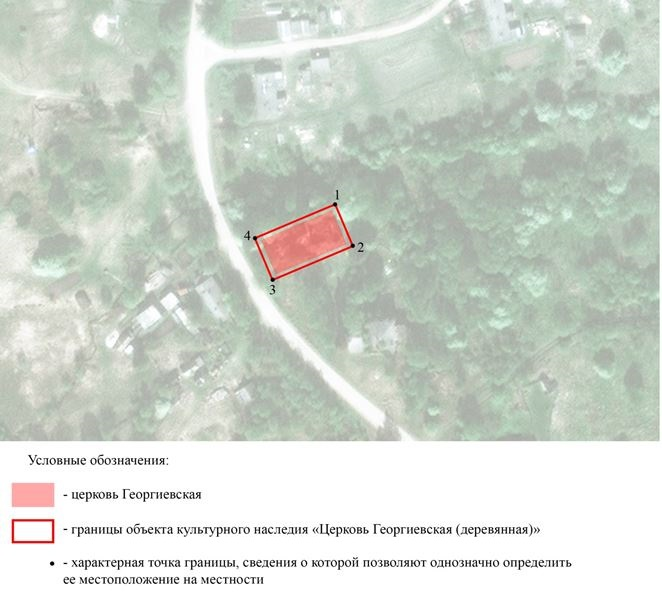 1
4
2
3
Условные обозначения:
- церковь Георгиевская
- границы объекта культурного наследия «Церковь Георгиевская (деревянная)»
- характерная точка границы, сведения о которой позволяют однозначно определить
ее местоположение на местности